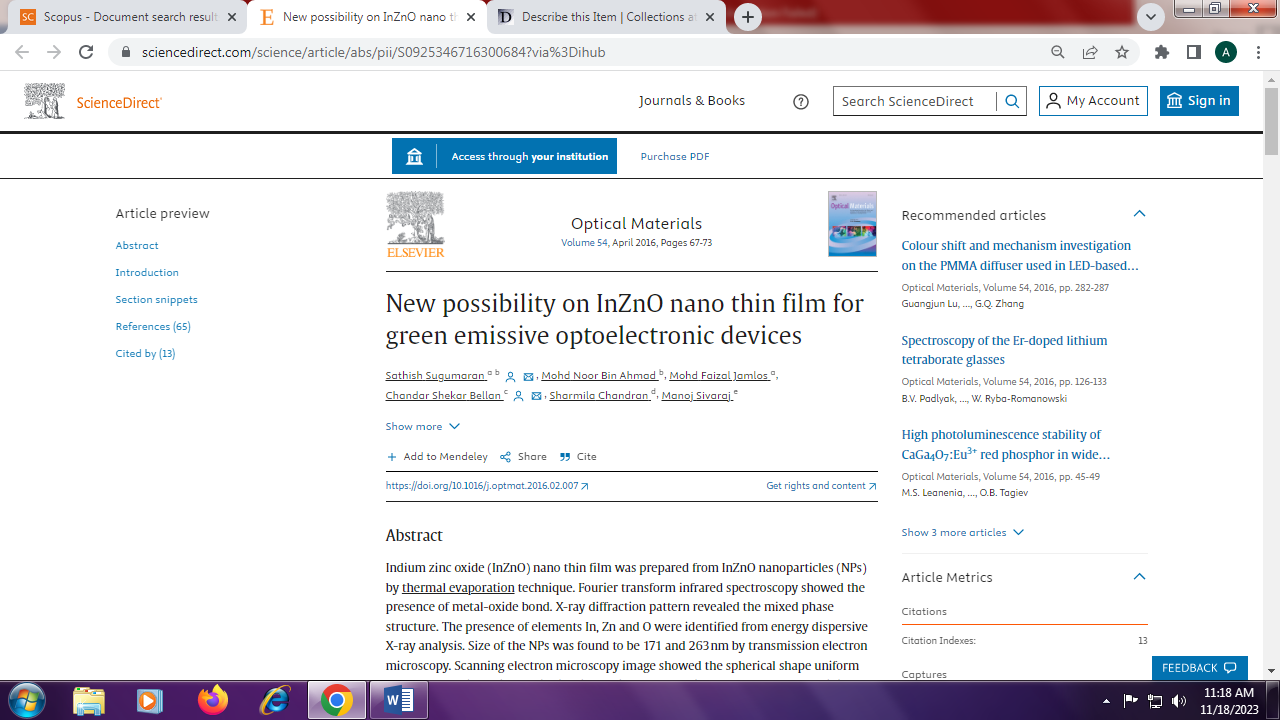 Scopus - Document search result
New possibility on InZnO nano th
Describe this Item | Collections at
sciencedirect.com/science/article/abs/pii/S0925346716300684?via%3Dihub
A
ScienceDirect
Journals & Books
?
Search ScienceDirect
My Account
Sign in
Access through your institution
Purchase PDF
Article preview
Abstract
Introduction
Section snippets
References (65)
Cited by (13)
ELSEVIER
Optical Materials
Volume 54, April 2016, Pages 67-73
Optical Materials
New possibility on InZnO nano thin film for
green emissive optoelectronic devices
Sathish Sugumaran a b, Mohd Noor Bin Ahmad b, Mohd Faizal Jamlos a,
Chandar Shekar Bellan c, Sharmila Chandran d, Manoj Sivaraj e
Show more
Add to Mendeley
Share
Cite
https://doi.org/10.1016/j.optmat.2016.02.007
Get rights and content
Abstract
Indium zinc oxide (InZnO) nano thin film was prepared from InZnO nanoparticles (NPs)
by thermal evaporation technique. Fourier transform infrared spectroscopy showed the
presence of metal-oxide bond. X-ray diffraction pattern revealed the mixed phase
structure. The presence of elements In, Zn and O were identified from energy dispersive
X-ray analysis. Size of the NPs was found to be 171 and 263 nm by transmission electron
microscopy. Scanning electron microscopy image showed the spherical shape uniform
Recommended articles
Colour shift and mechanism investigation
on the PMMA diffuser used in LED-based…
Optical Materials, Volume 54, 2016, pp. 282-287
Guangjun Lu, …, G.Q. Zhang
Spectroscopy of the Er-doped lithium
tetraborate glasses
Optical Materials, Volume 54, 2016, pp. 126-133
B.V. Padlyak, …, W. Ryba-Romanowski
High photoluminescence stability of
CaGa₄O₇:Eu³⁺ red phosphor in wide…
Optical Materials, Volume 54, 2016, pp. 45-49
M.S. Leanenia, …, O.B. Tagiev
Show 3 more articles
Article Metrics
Citations
Citation Indexes: 13
Captures
FEEDBACK
11:18 AM
11/18/2023